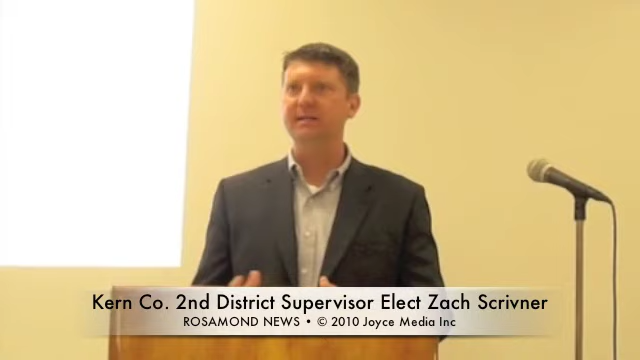 Kern Co. 2nd District Supervisor Elect Zach Scrivner
ROSAMOND NEWS • © 2010 Joyce Media Inc